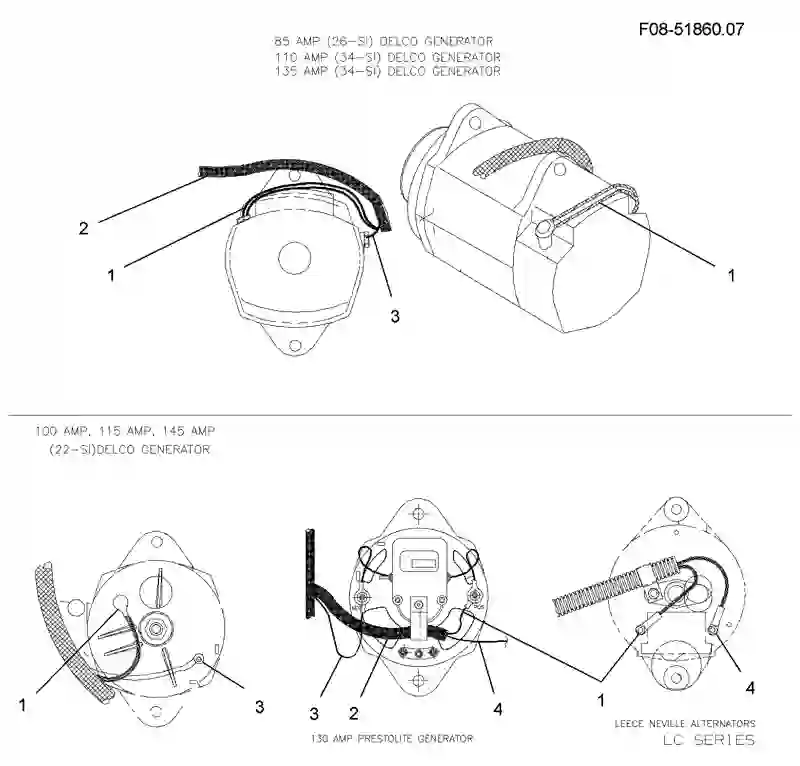 F08-51860.07
85 AMP (26-SI) DELCO GENERATOR
110 AMP (34-SI) DELCO GENERATOR
135 AMP (34-SI) DELCO GENERATOR
2
1
3
1
100 AMP, 115 AMP, 145 AMP
(22-SI)DELCO GENERATOR
1
3
3
2
4
1
4
130 AMP PRESTOLITE GENERATOR
LEECE NEVILLE ALTERNATORS
LC SERIES